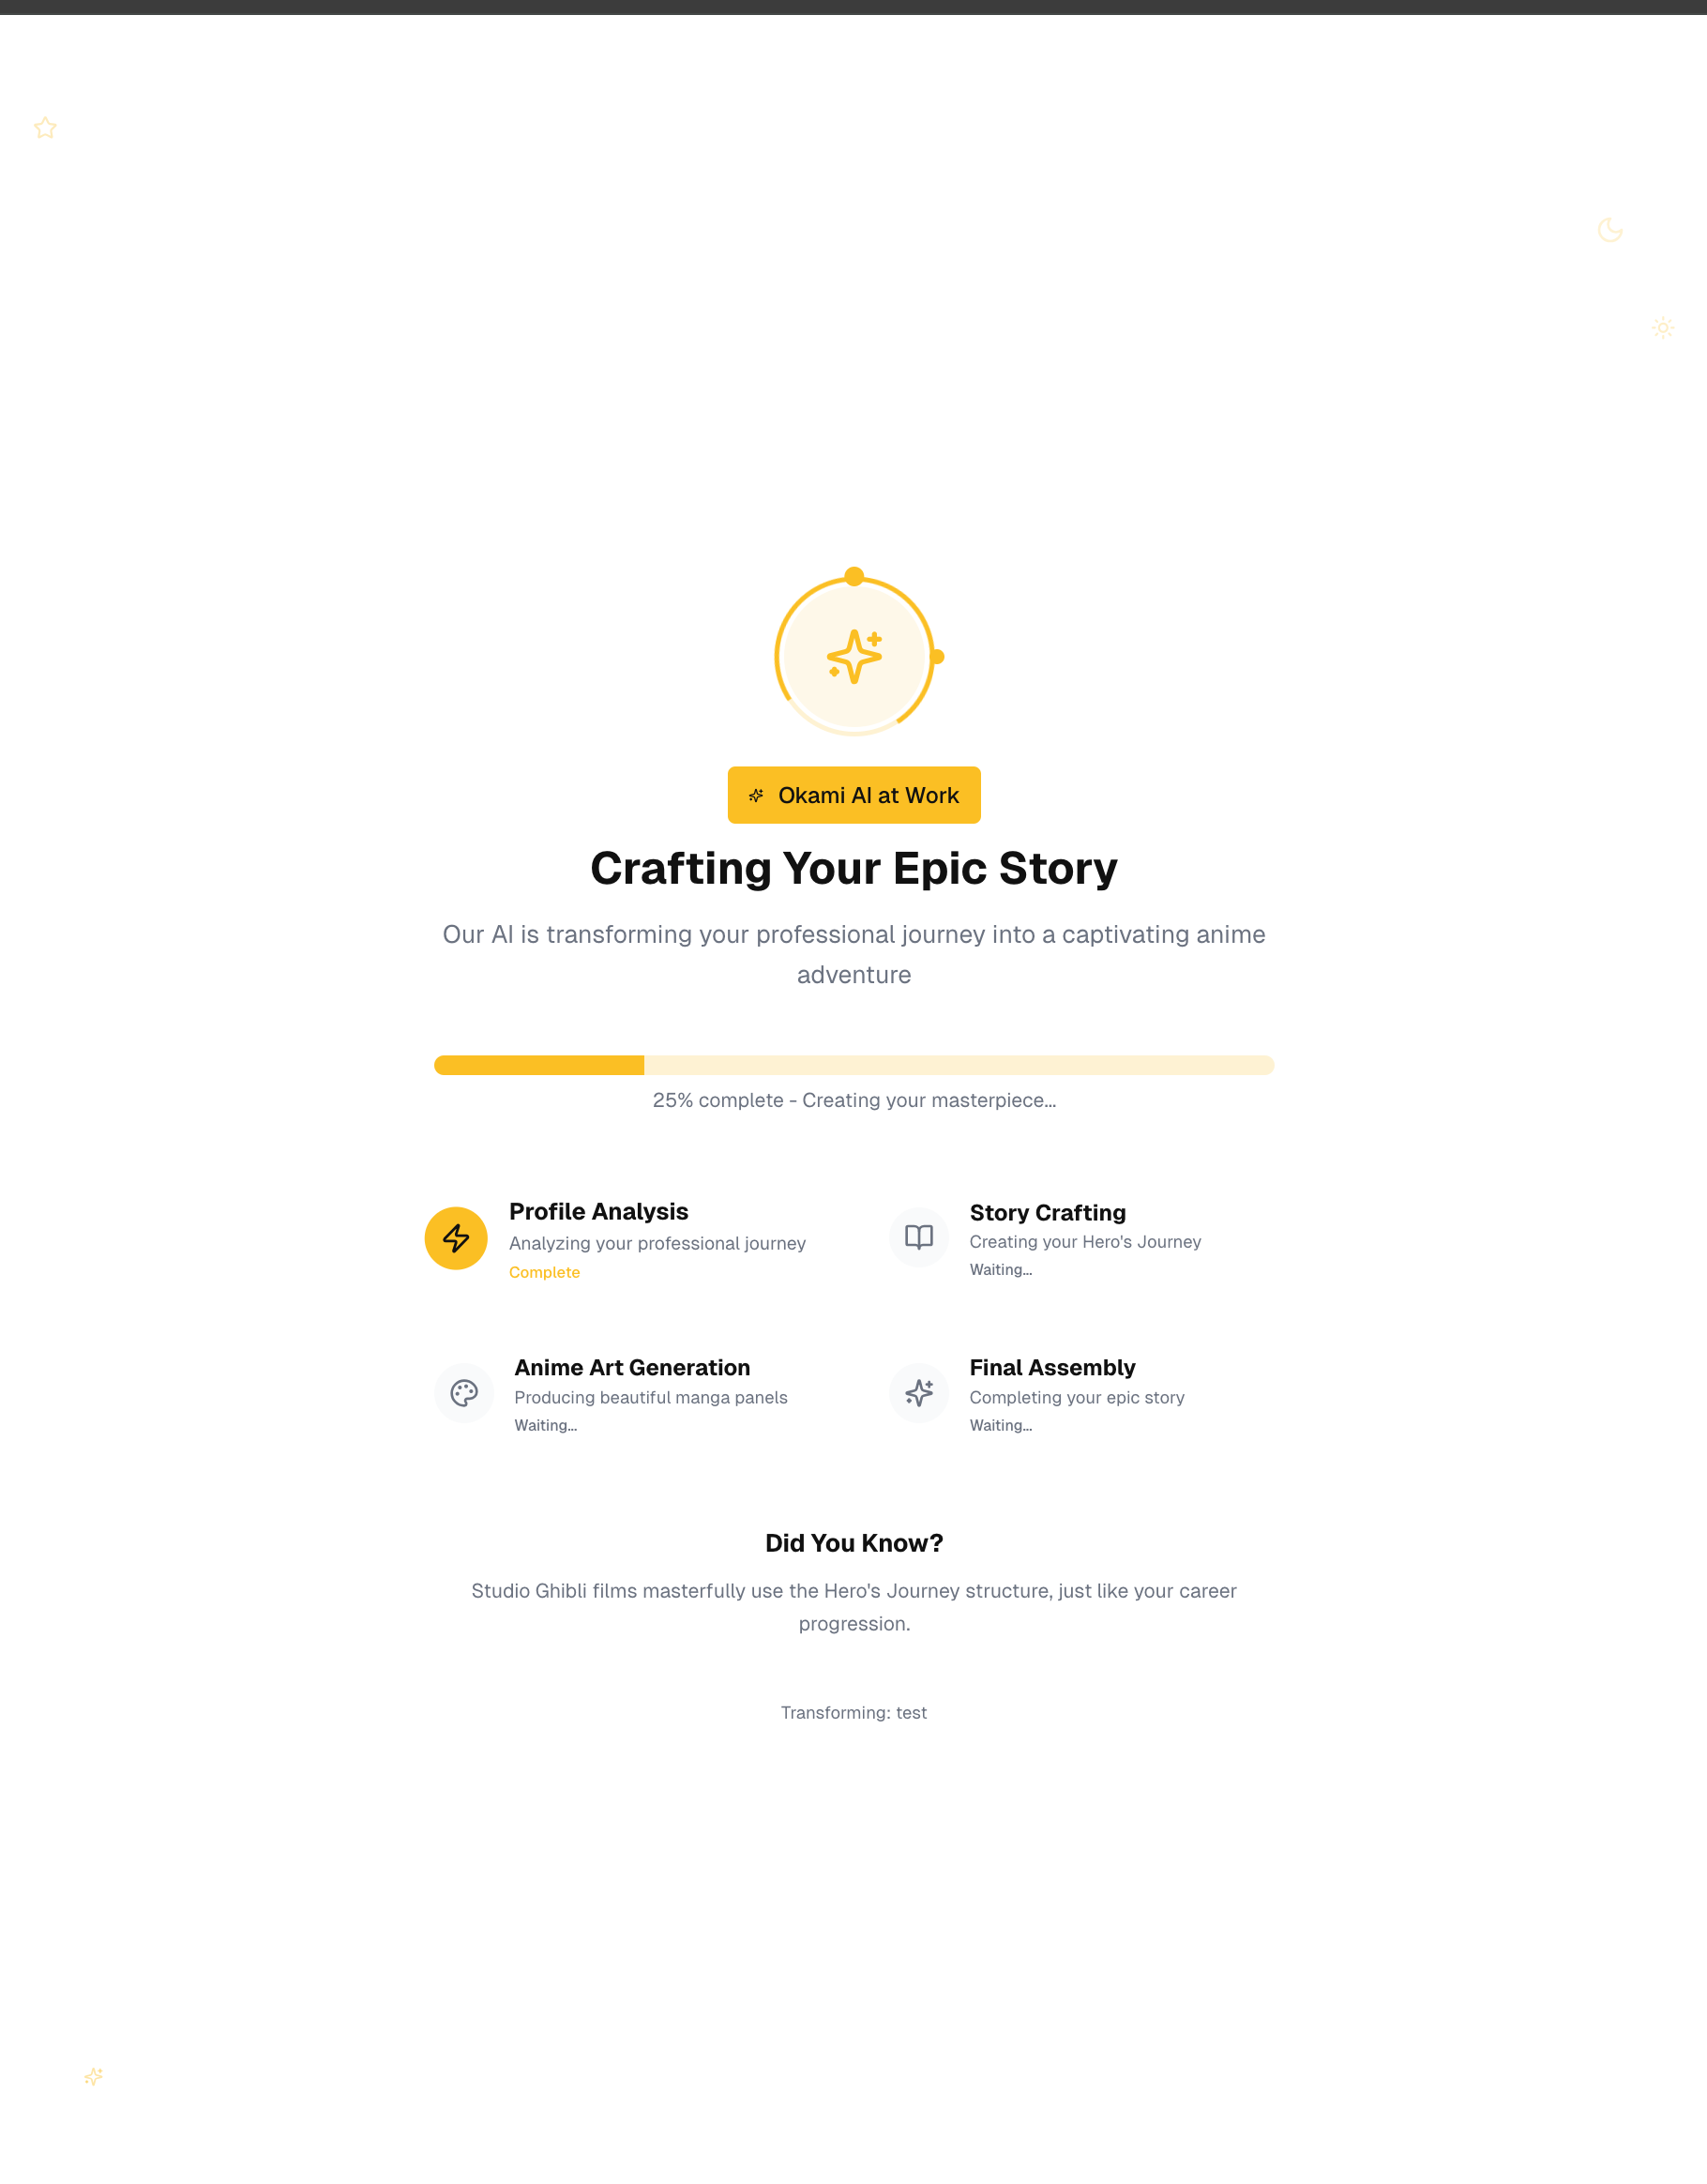 Okami AI at Work
Crafting Your Epic Story
Our AI is transforming your professional journey into a captivating anime
adventure
25% complete - Creating your masterpiece...
Profile Analysis
Analyzing your professional journey
Complete
Story Crafting
Creating your Hero's Journey
Waiting...
Anime Art Generation
Producing beautiful manga panels
Waiting...
Final Assembly
Completing your epic story
Waiting...
Did You Know?
Studio Ghibli films masterfully use the Hero's Journey structure, just like your career
progression.
Transforming: test